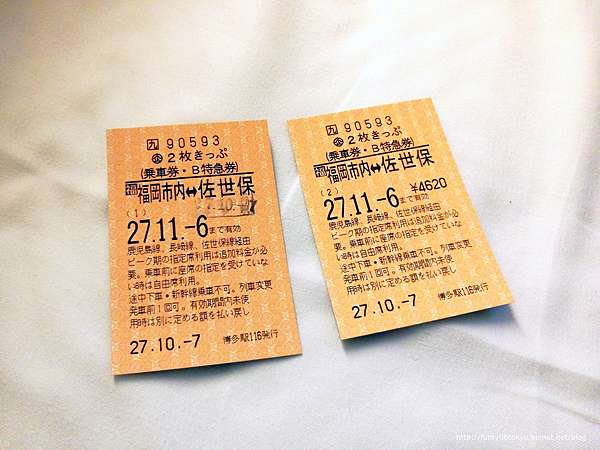 九 90593
2枚きっぷ
(乗車券・B特急券)
福岡市内↔佐世保
(1)
27.11.-6まで有効
鹿児島線、長崎線、佐世保線経由
ピーク期の指定席利用は追加料金が必
要。乗車前に座席の指定を受けていな
い時は自由席利用。
途中下車・新幹線乗車不可。列車変更
発車前1回可。有効期間内未使
用時は別に定める額を払い戻し
27.10.-7 博多駅116発行
九 90593
2枚きっぷ
(乗車券・B特急券)
福岡市内↔佐世保
(2) ¥4620
27.11.-6まで有効
鹿児島線、長崎線、佐世保線経由
ピーク期の指定席利用は追加料金が必
要。乗車前に座席の指定を受けていな
い時は自由席利用。
途中下車・新幹線乗車不可。列車変更
発車前1回可。有効期間内未使
用時は別に定める額を払い戻し
27.10.-7 博多駅116発行